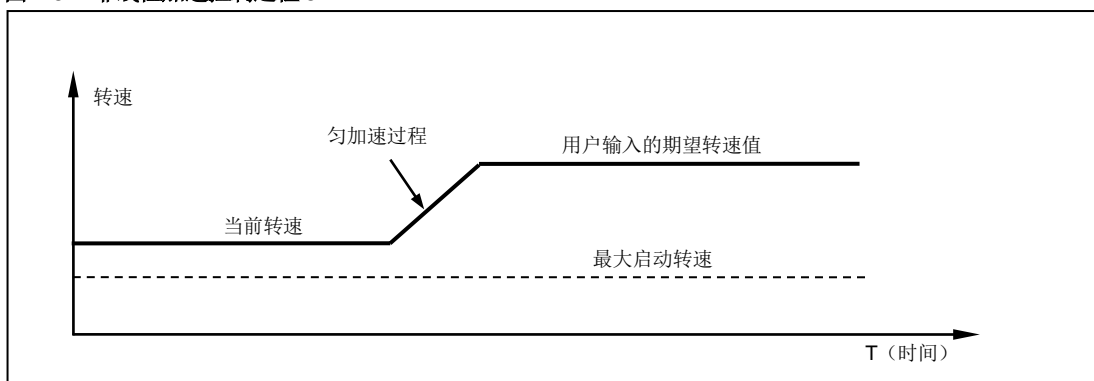 转速
匀加速过程
用户输入的期望转速值
当前转速
最大启动转速
T（时间）